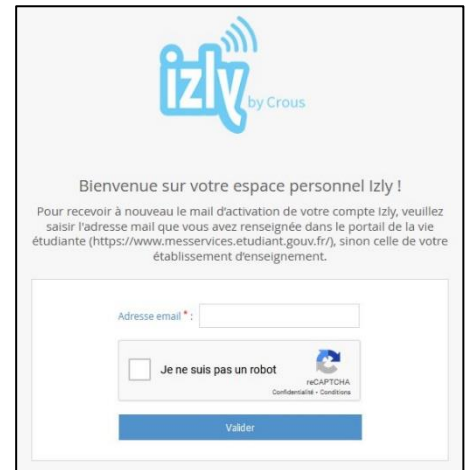 izly
by Crous
Bienvenue sur votre espace personnel Izly !
Pour recevoir à nouveau le mail d'activation de votre compte Izly, veuillez
saisir l'adresse mail que vous avez renseignée dans le portail de la vie
étudiante (https://www.messervices.etudiant.gouv.fr/), sinon celle de votre
établissement d'enseignement.
Adresse email * :
Je ne suis pas un robot
reCAPTCHA
Confidentialité - Conditions
Valider